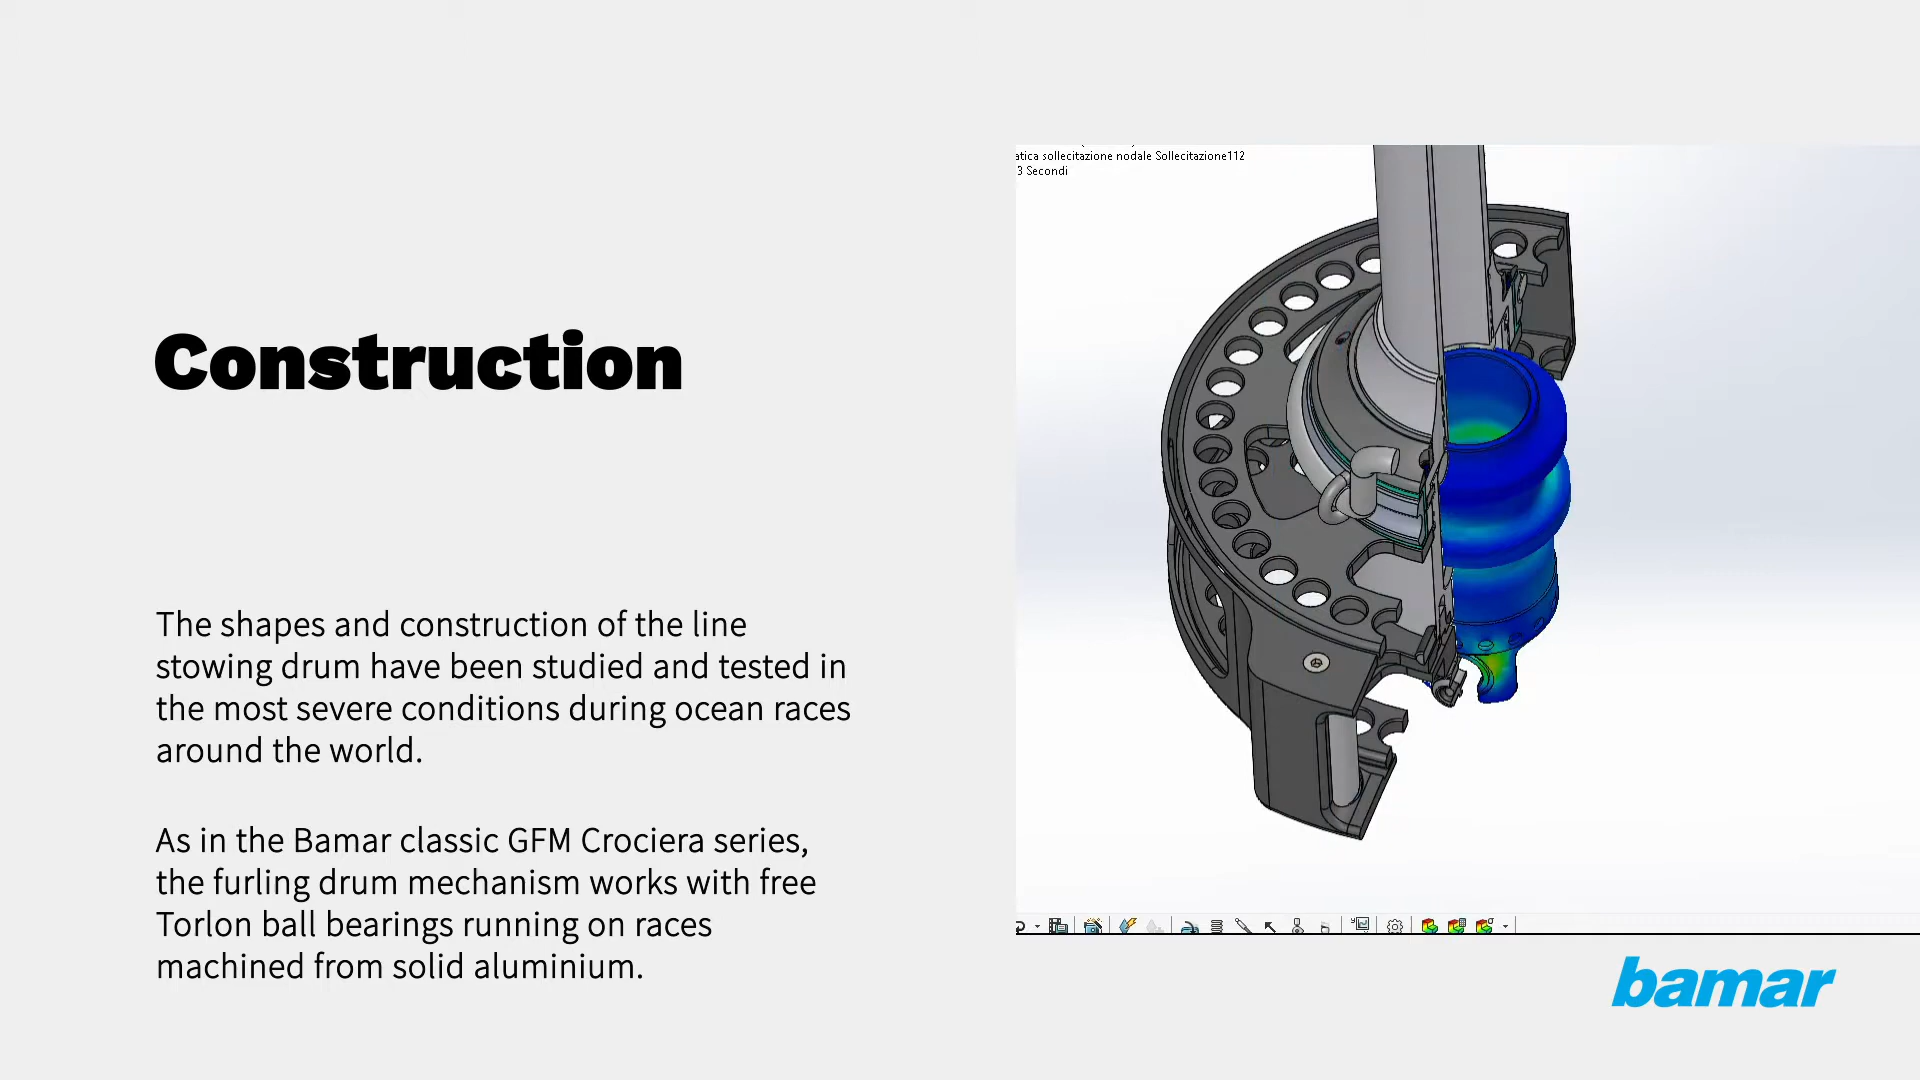 atica sollecitazione nodale Sollecitazione112
3 Secondi
Construction
The shapes and construction of the line
stowing drum have been studied and tested in
the most severe conditions during ocean races
around the world.
As in the Bamar classic GFM Crociera series,
the furling drum mechanism works with free
Torlon ball bearings running on races
machined from solid aluminium.
bamar